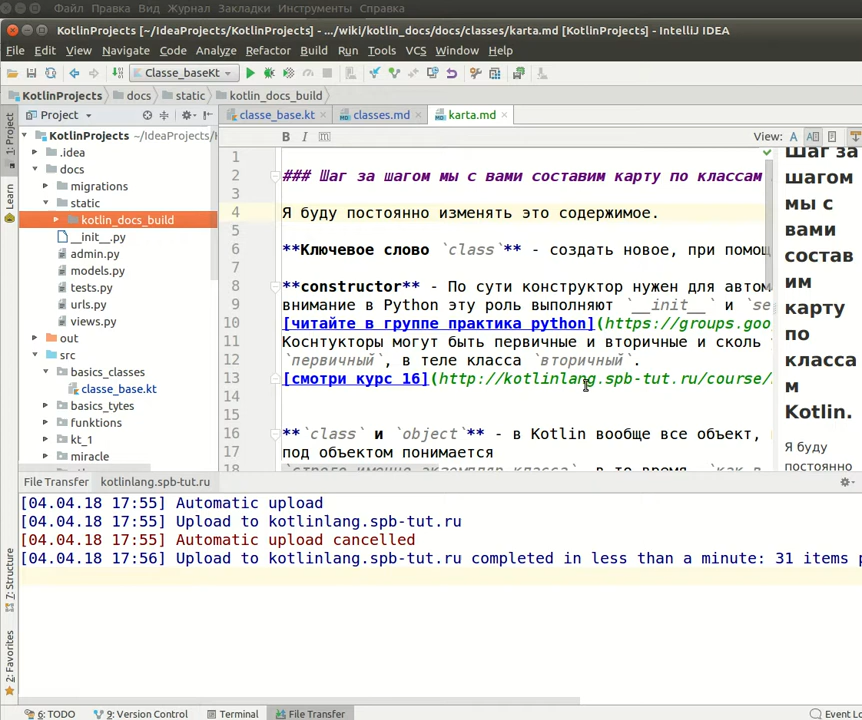 Файл Правка Вид Журнал Закладки Инструменты Справка
KotlinProjects [~/IdeaProjects/KotlinProjects] - .../wiki/kotlin_docs/docs/classes/karta.md [KotlinProjects] - IntelliJ IDEA
File Edit View Navigate Code Analyze Refactor Build Run Tools VCS Window Help
Classe_baseKt
KotlinProjects docs static kotlin_docs_build
Project
classe_base.kt classes.md karta.md
KotlinProjects ~/IdeaProjects/
B I m
View: A
.idea
docs
migrations
static
kotlin_docs_build
__init__.py
admin.py
models.py
tests.py
urls.py
views.py
out
src
basics_classes
classe_base.kt
basics_tytes
funktions
kt_1
miracle
1: Project
Learn
7: Structure
2: Favorites
1
2 ### Шаг за шагом мы с вами составим карту по классам
3
4 Я буду постоянно изменять это содержимое.
5
6 **Ключевое слово `class`** - создать новое, при помощ
7
8 **constructor** - По сути конструктор нужен для автом
9 внимание в Python эту роль выполняют `__init__` и `se
10 [читайте в группе практика python](https://groups.goo
11 Коснтукторы могут быть первичные и вторичные и сколь
12 `первичный`, в теле класса `вторичный`.
13 [смотри курс 16](http://kotlinlang.spb-tut.ru/course/
14
15
16 **`class` и `object`** - в Kotlin вообще все объект,
17 под объектом понимается
18 `строго именно экземпляр класса`, в то время, `как в
Шаг за
шагом
мы с
вами
состав
им
карту
по
класса
м
Kotlin.
Я буду
постоянно
File Transfer kotlinlang.spb-tut.ru
[04.04.18 17:55] Automatic upload
[04.04.18 17:55] Upload to kotlinlang.spb-tut.ru
[04.04.18 17:55] Automatic upload cancelled
[04.04.18 17:56] Upload to kotlinlang.spb-tut.ru completed in less than a minute: 31 items
6: TODO 9: Version Control Terminal File Transfer Event Lo